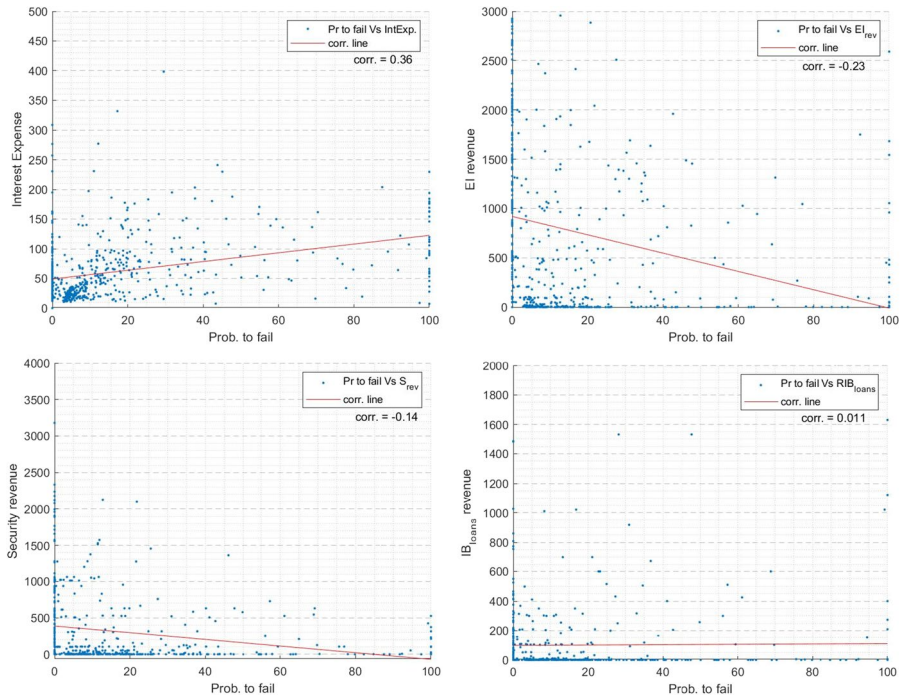 500
450
400
350
300
250
200
150
100
50
0
Interest Expense
Pr to fail Vs IntExp.
corr. line
corr. = 0.36
0 20 40 60 80 100
Prob. to fail
3000
2500
2000
1500
1000
500
0
EI revenue
Pr to fail Vs EI_rev
corr. line
corr. = -0.23
0 20 40 60 80 100
Prob. to fail
4000
3500
3000
2500
2000
1500
1000
500
0
Security revenue
Pr to fail Vs S_rev
corr. line
corr. = -0.14
0 20 40 60 80 100
Prob. to fail
2000
1800
1600
1400
1200
1000
800
600
400
200
0
IB_loans revenue
Pr to fail Vs RIB_loans
corr. line
corr. = 0.011
0 20 40 60 80 100
Prob. to fail